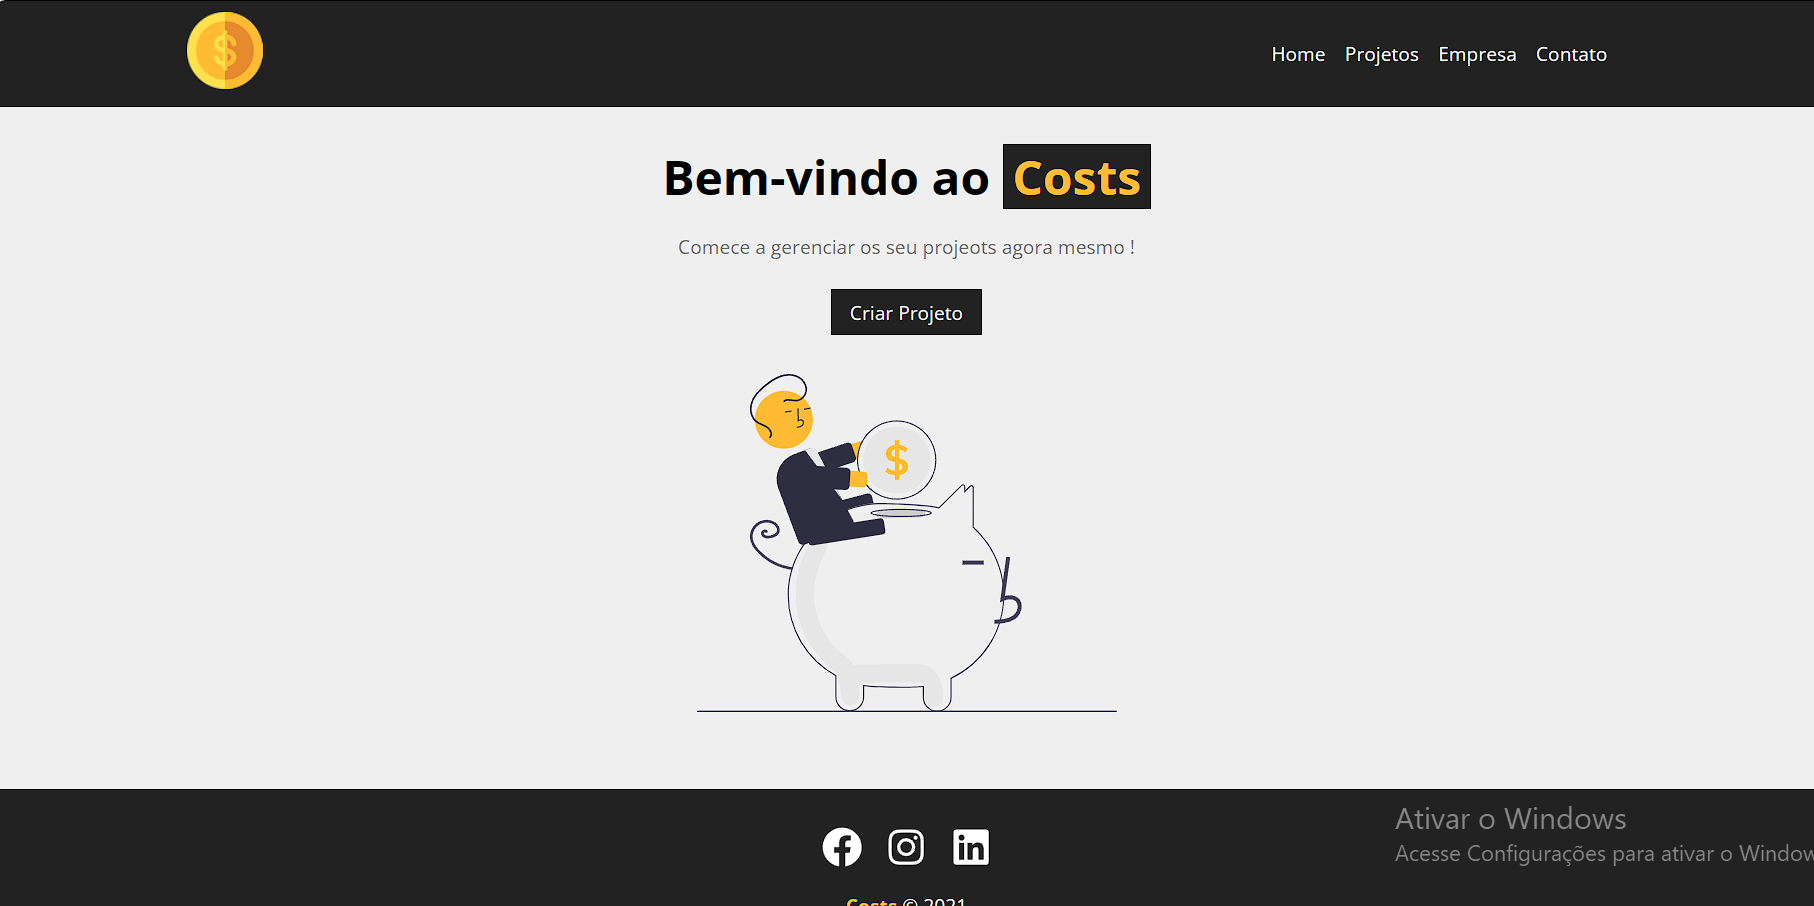 $
Home Projetos Empresa Contato
Bem-vindo ao Costs
Comece a gerenciar os seu projeots agora mesmo !
Criar Projeto
$
Ativar o Windows
Acesse Configurações para ativar o Window
in
Costs © 2021